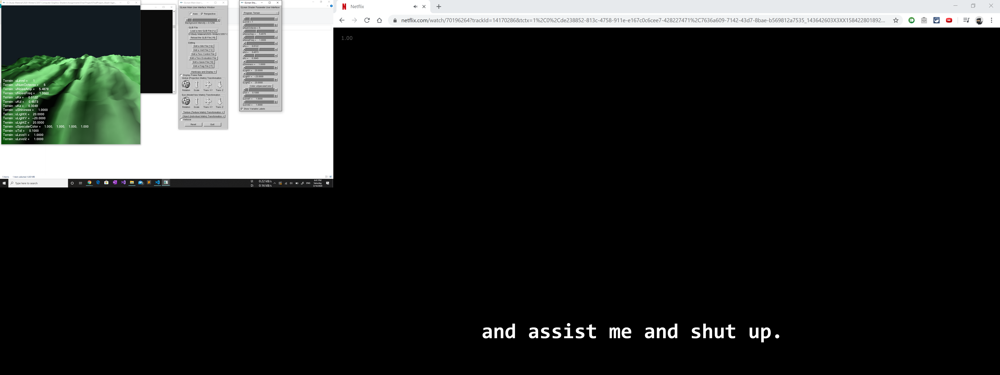 D:\Study Material\2020-Winter\CS557 Computer Graphics Shaders\Assignments\Final Project\FinalProject_Akash Agar...
Terrain : uLevel = 1
Terrain : uNumOctaves = 5
Terrain : uNoiseAmp = 5.4878
Terrain : uNoiseFreq = 1.0000
Terrain : uKa = 0.0122
Terrain : uKd = 0.4573
Terrain : uKs = 0.3049
Terrain : uShininess = 1.0000
Terrain : uLightX = 20.0000
Terrain : uLightY = -20.0000
Terrain : uLightZ = 20.0000
Terrain : uSpecularColor = 1.000, 1.000, 1.000, 1.000
Terrain : uTol = 0.1000
Terrain : uLevel1 = 1.0000
Terrain : uLevel2 = 1.0000
GLman Main User I...
GLman Main User Interface Window
Axes Perspective
Background Intensity = 0.1294
GLIB File
Load a new GLIB File [^L]
D:\Study Material\2020-Winter\CS557 C
Reload the GLIB File [^R]
Editing
Edit a Glib File [^G]
Edit a Vert File [^V]
Edit a Tess Control File
Edit a Tess Evaluation File
Edit a Geom File [^E]
Edit a Frag File [^F]
Hardcopy and Display +
Display Frame Rate
Global (Projection Matrix) Transformation
Rotation Scale Trans XY Trans Z
Eye (ModelView Matrix) Transformation
Rotation Scale Trans XY Trans Z
Texture (Texture Matrix) Transformation +
Object (Individual Matrix) Transformation +
Verbose
Reset Quit
GLman Sha...
GLman Shader Parameter User Interface
Program: Terrain
uLevel = 1
uNumOctaves = 5
uNoiseAmp = 5.4878
uNoiseFreq = 1.0000
uKa = 0.0122
uKd = 0.4573
uKs = 0.3049
uShininess = 1.0000
uLightX = 20.0000
uLightY = -20.0000
uLightZ = 20.0000
Color: uSpecularColor
uTol = 0.1000
uLevel1 = 1.0000
uLevel2 = 1.0000
Show Variable Labels
5 items 1 item selected 6.60 MB
Type here to search
U: 0.22 kB/s
D: 0.16 kB/s
ENG
4:41 PM
Saturday
3/14/2020
Netflix
netflix.com/watch/70196264?trackId=14170286&tctx=1%2C0%2Cde238852-813c-4758-911e-e167c0c6cee7-428227471%2C7636a609-7142-43d7-8bae-b569812a7535_143642603X3XX158422801892...
1.00
and assist me and shut up.